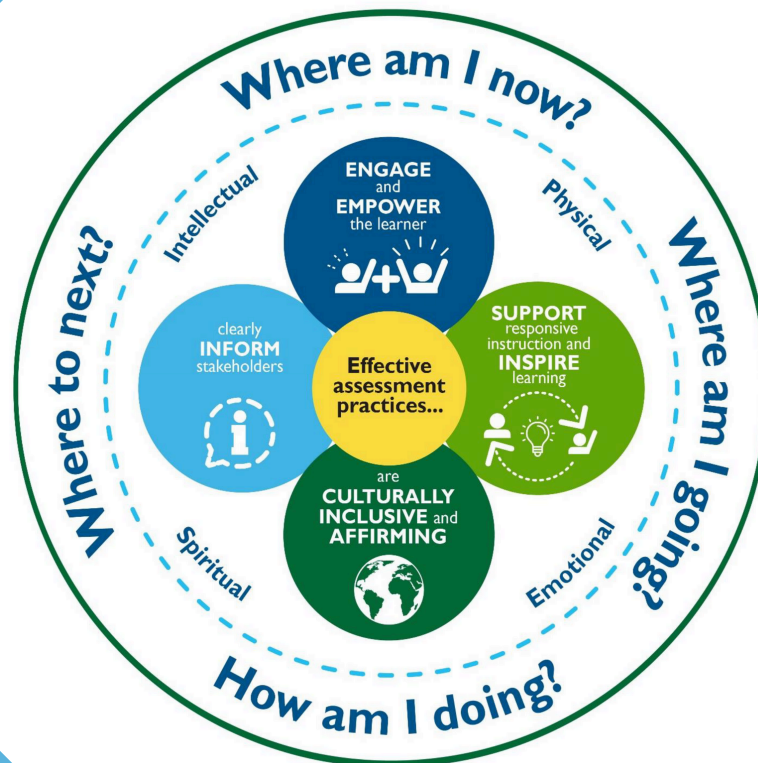 Where am I now?
Where am I going?
How am I doing?
Where to next?
Intellectual
Physical
Emotional
Spiritual
ENGAGE
and
EMPOWER
the learner
SUPPORT
responsive
instruction and
INSPIRE
learning
are
CULTURALLY
INCLUSIVE and
AFFIRMING
clearly
INFORM
stakeholders
Effective
assessment
practices...